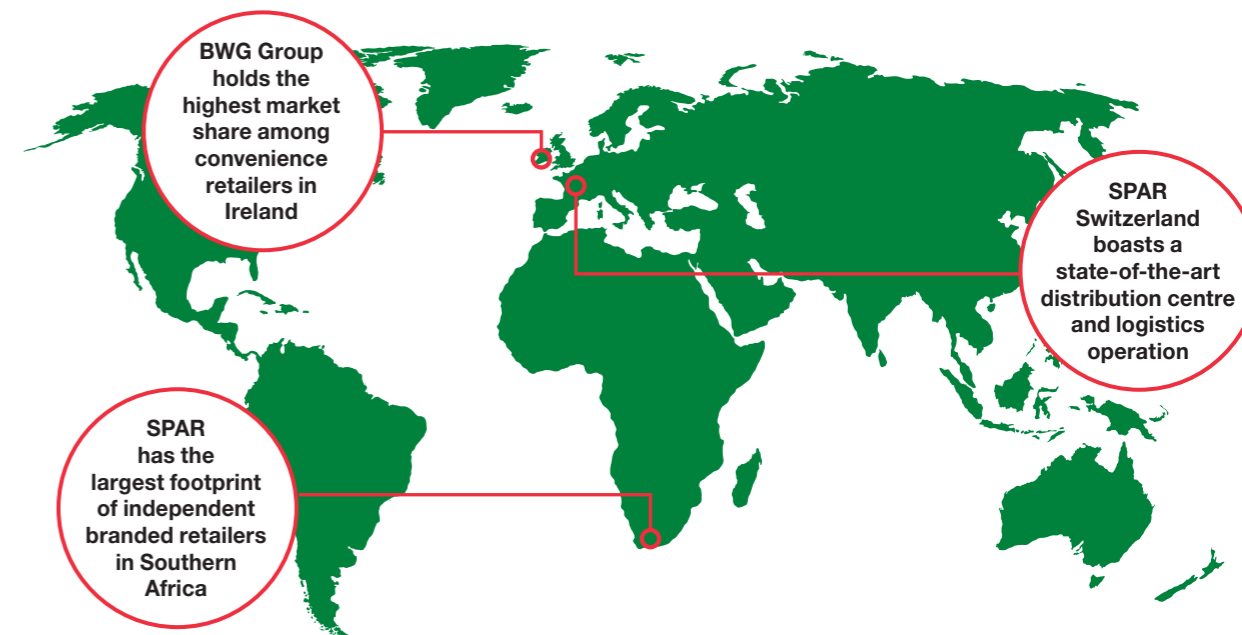 BWG Group
holds the
highest market
share among
convenience
retailers in
Ireland
SPAR
Switzerland
boasts a
state-of-the-art
distribution centre
and logistics
operation
SPAR
has the
largest footprint
of independent
branded retailers
in Southern
Africa